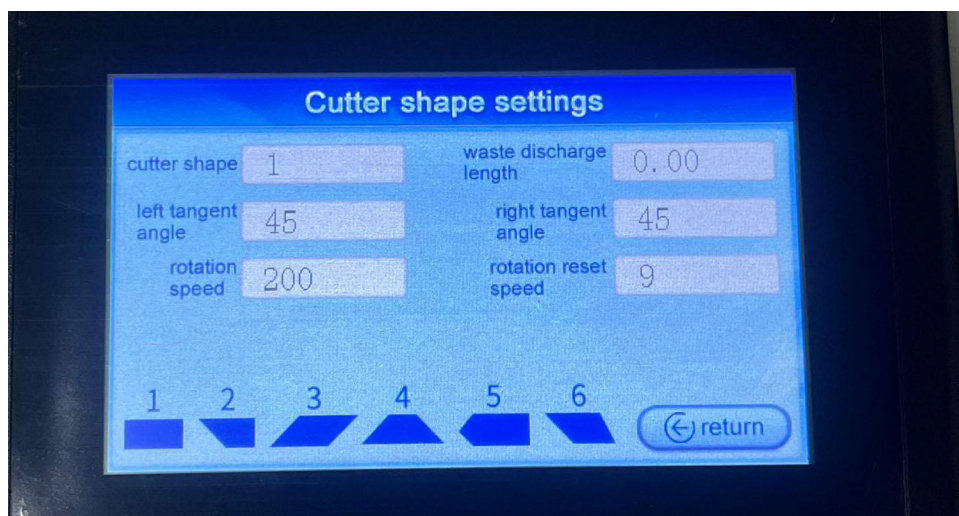 Cutter shape settings
cutter shape 1
waste discharge
length 0.00
left tangent
angle 45
right tangent
angle 45
rotation
speed 200
rotation reset
speed 9
1 2 3 4 5 6
return